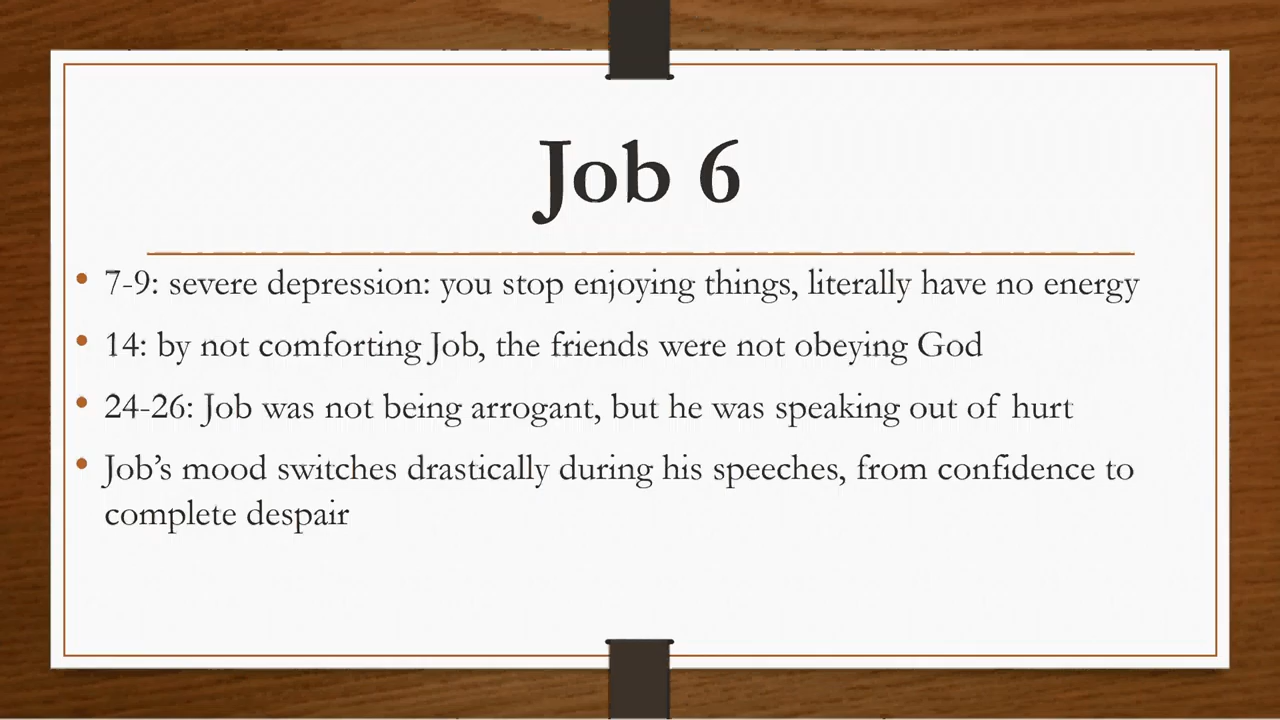 Job 6
• 7-9: severe depression: you stop enjoying things, literally have no energy
• 14: by not comforting Job, the friends were not obeying God
• 24-26: Job was not being arrogant, but he was speaking out of hurt
• Job’s mood switches drastically during his speeches, from confidence to
complete despair